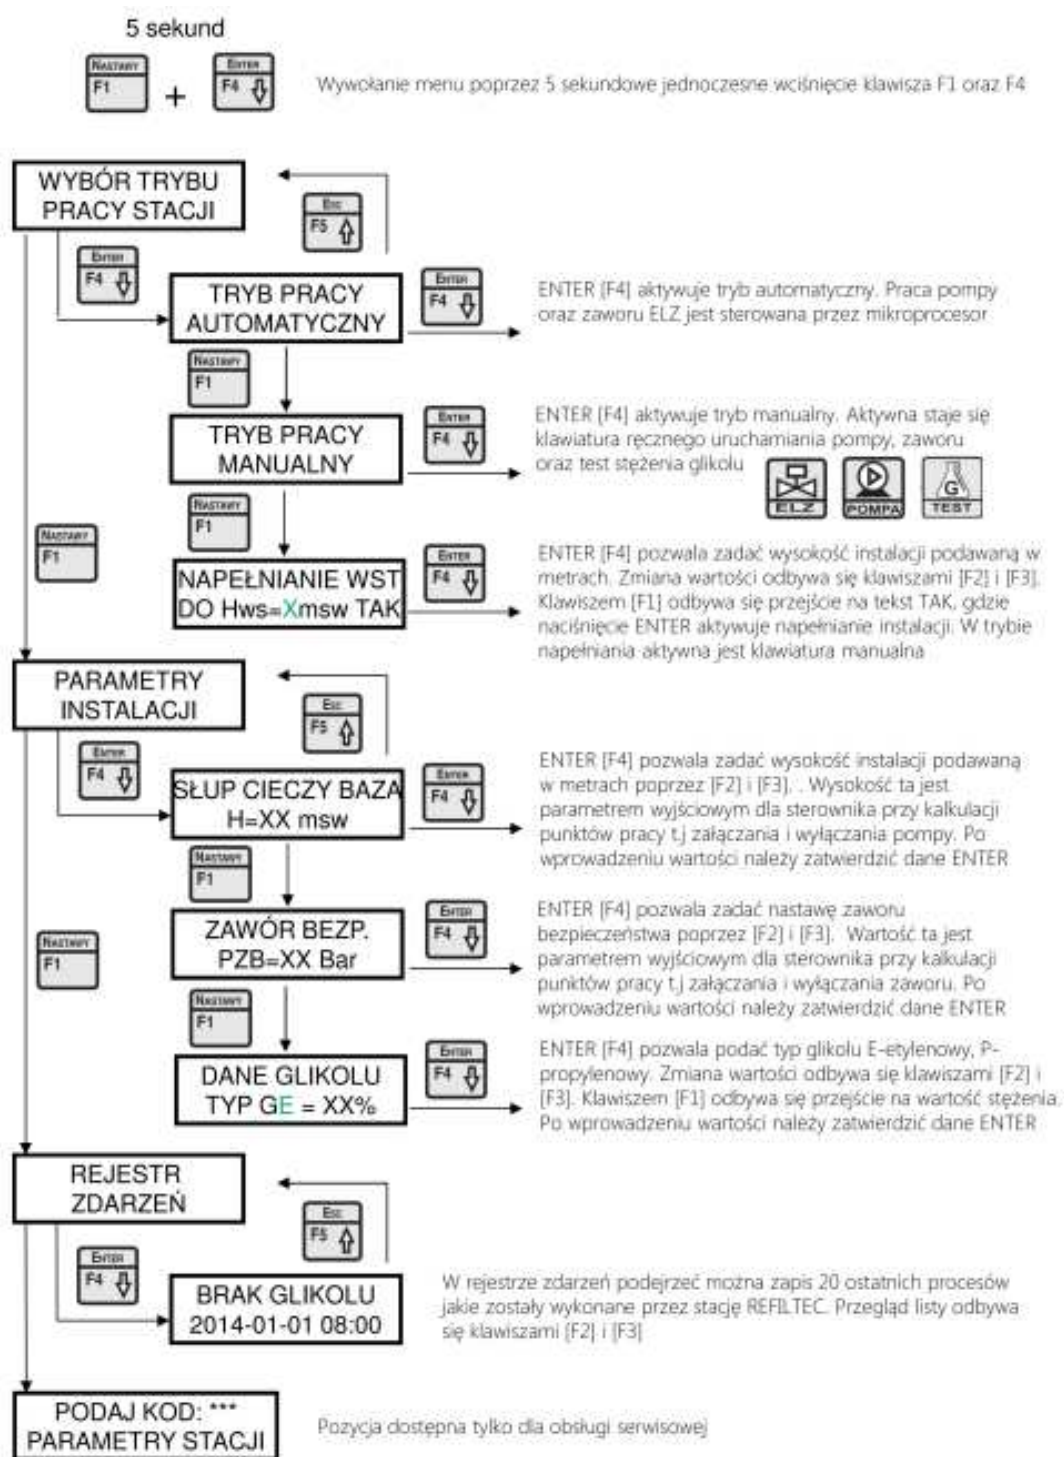 5 sekund
NASTAWY
F1
+
ENTER
F4
Wywołanie menu poprzez 5 sekundowe jednoczesne wciśnięcie klawisza F1 oraz F4
WYBÓR TRYBU
PRACY STACJI
ESC
F5
ENTER
F4
TRYB PRACY
AUTOMATYCZNY
ENTER
F4
ENTER [F4] aktywuje tryb automatyczny. Praca pompy
oraz zaworu ELZ jest sterowana przez mikroprocesor
NASTAWY
F1
TRYB PRACY
MANUALNY
ENTER
F4
ENTER [F4] aktywuje tryb manualny. Aktywna staje się
klawiatura ręcznego uruchamiania pompy, zaworu
oraz test stężenia glikolu
ELZ
POMPA
G
TEST
NASTAWY
F1
NASTAWY
F1
NAPEŁNIANIE WST
DO Hws=Xmsw TAK
ENTER
F4
ENTER [F4] pozwala zadać wysokość instalacji podawaną w
metrach. Zmiana wartości odbywa się klawiszami [F2] i [F3].
Klawiszem [F1] odbywa się przejście na tekst TAK, gdzie
naciśnięcie ENTER aktywuje napełnianie instalacji. W trybie
napełniania aktywna jest klawiatura manualna
PARAMETRY
INSTALACJI
ESC
F5
ENTER
F4
SŁUP CIECZY BAZA
H=XX msw
ENTER
F4
ENTER [F4] pozwala zadać wysokość instalacji podawaną
w metrach poprzez [F2] i [F3]. . Wysokość ta jest
parametrem wyjściowym dla sterownika przy kalkulacji
punktów pracy t.j załączania i wyłączania pompy. Po
wprowadzeniu wartości należy zatwierdzić dane ENTER
NASTAWY
F1
NASTAWY
F1
ZAWÓR BEZP.
PZB=XX Bar
ENTER
F4
ENTER [F4] pozwala zadać nastawę zaworu
bezpieczeństwa poprzez [F2] i [F3]. Wartość ta jest
parametrem wyjściowym dla sterownika przy kalkulacji
punktów pracy t.j załączania i wyłączania zaworu. Po
wprowadzeniu wartości należy zatwierdzić dane ENTER
NASTAWY
F1
DANE GLIKOLU
TYP GE = XX%
ENTER
F4
ENTER [F4] pozwala podać typ glikolu E-etylenowy, P-
propylenowy. Zmiana wartości odbywa się klawiszami [F2] i
[F3]. Klawiszem [F1] odbywa się przejście na wartość stężenia.
Po wprowadzeniu wartości należy zatwierdzić dane ENTER
REJESTR
ZDARZEŃ
ESC
F5
ENTER
F4
BRAK GLIKOLU
2014-01-01 08:00
W rejestrze zdarzeń podejrzeć można zapis 20 ostatnich procesów
jakie zostały wykonane przez stację REFILTEC. Przegląd listy odbywa
się klawiszami [F2] i [F3]
PODAJ KOD: ***
PARAMETRY STACJI
Pozycja dostępna tylko dla obsługi serwisowej